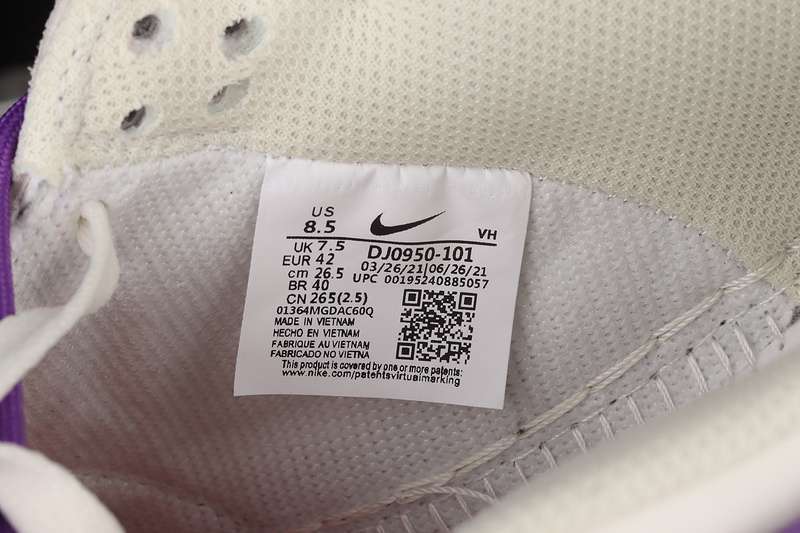 US
8.5
VH
UK 7.5
EUR 42
cm 26.5
BR 40
CN 265(2.5)
DJ0950-101
03/26/21|06/26/21
UPC 00195240885057
01364MGDAC60Q
MADE IN VIETNAM
HECHO EN VIETNAM
FABRIQUE AU VIETNAM
FABRICADO NO VIETNA
This product is covered by one or more patents:
www.nike.com/patentsvirtualmarking